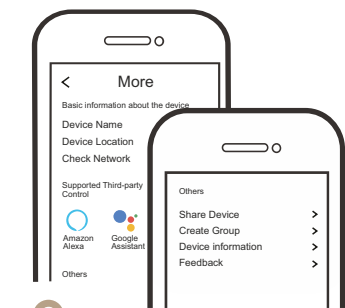 More
Basic information about the device
Device Name
Device Location
Check Network
Supported Third-party
Control
Amazon
Alexa
Google
Assistant
Others
Others
Share Device
Create Group
Device information
Feedback